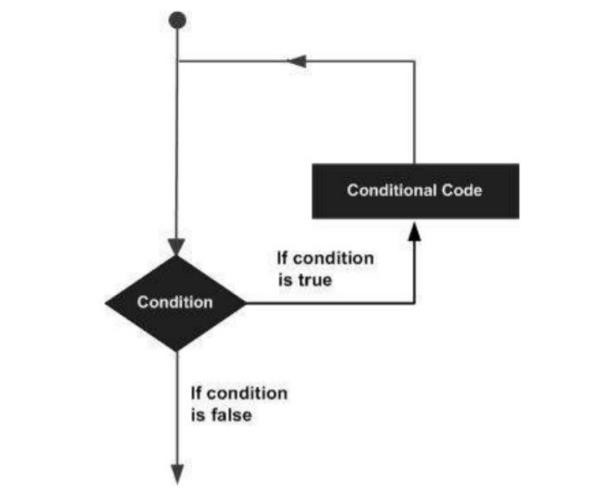 Conditional Code
If condition
is true
Condition
If condition
is false